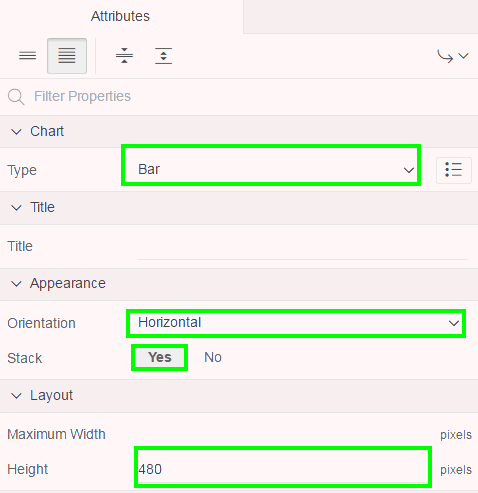 Attributes
Filter Properties
Chart
Type Bar
Title
Title
Appearance
Orientation Horizontal
Stack Yes No
Layout
Maximum Width pixels
Height 480 pixels